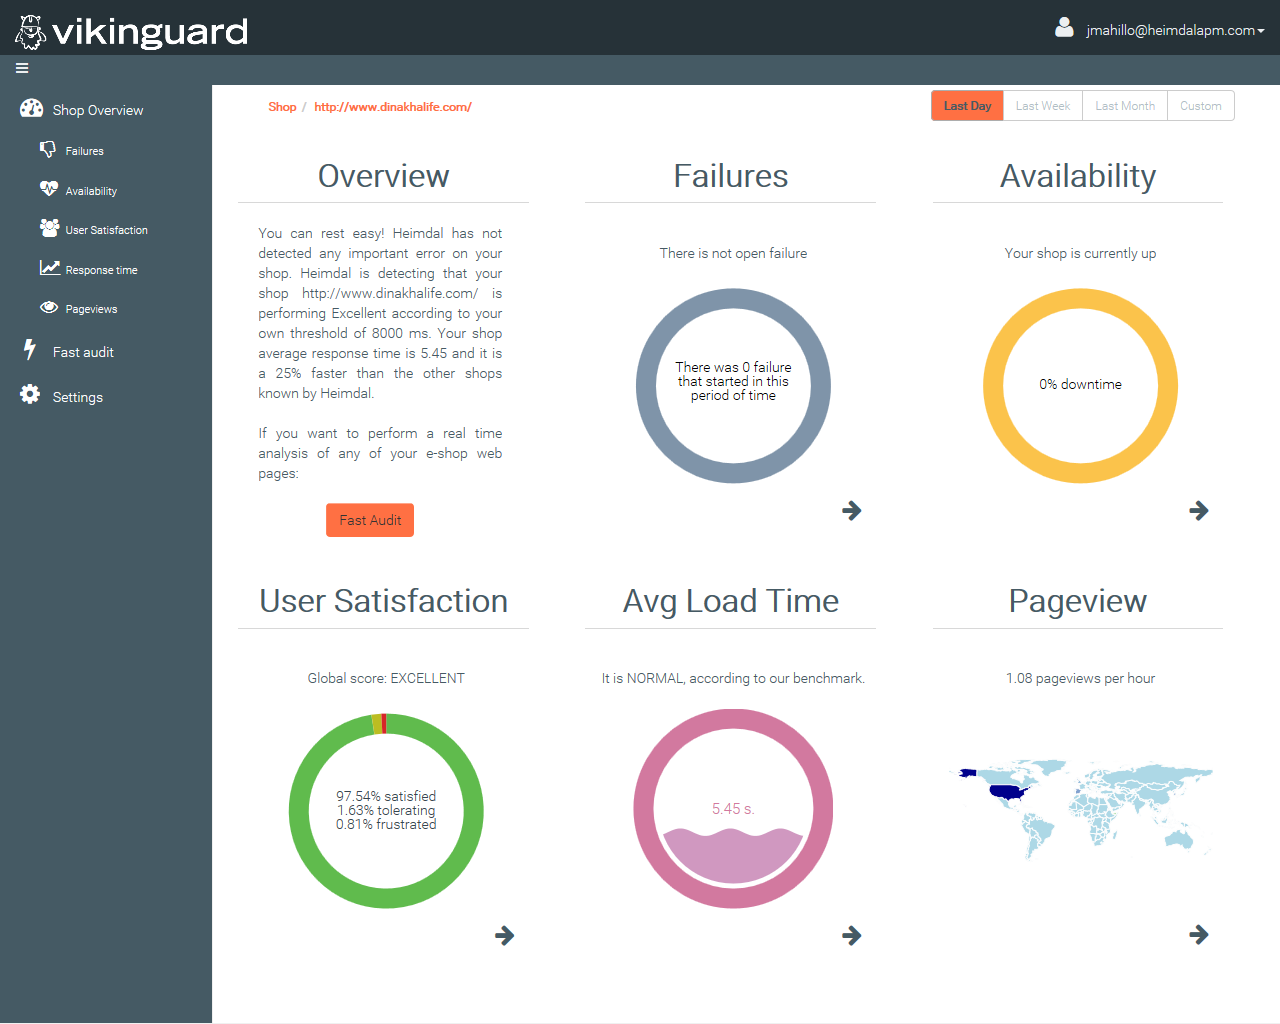 vikinguard
jmahillo@heimdalapm.com
Shop Overview
Failures
Availability
User Satisfaction
Response time
Pageviews
Fast audit
Settings
Shop / http://www.dinakhalife.com/
Last Day Last Week Last Month Custom
Overview
You can rest easy! Heimdal has not
detected any important error on your
shop. Heimdal is detecting that your
shop http://www.dinakhalife.com/ is
performing Excellent according to your
own threshold of 8000 ms. Your shop
average response time is 5.45 and it is
a 25% faster than the other shops
known by Heimdal.
If you want to perform a real time
analysis of any of your e-shop web
pages:
Fast Audit
Failures
There is not open failure
There was 0 failure
that started in this
period of time
Availability
Your shop is currently up
0% downtime
User Satisfaction
Global score: EXCELLENT
97.54% satisfied
1.63% tolerating
0.81% frustrated
Avg Load Time
It is NORMAL, according to our benchmark.
5.45 s.
Pageview
1.08 pageviews per hour